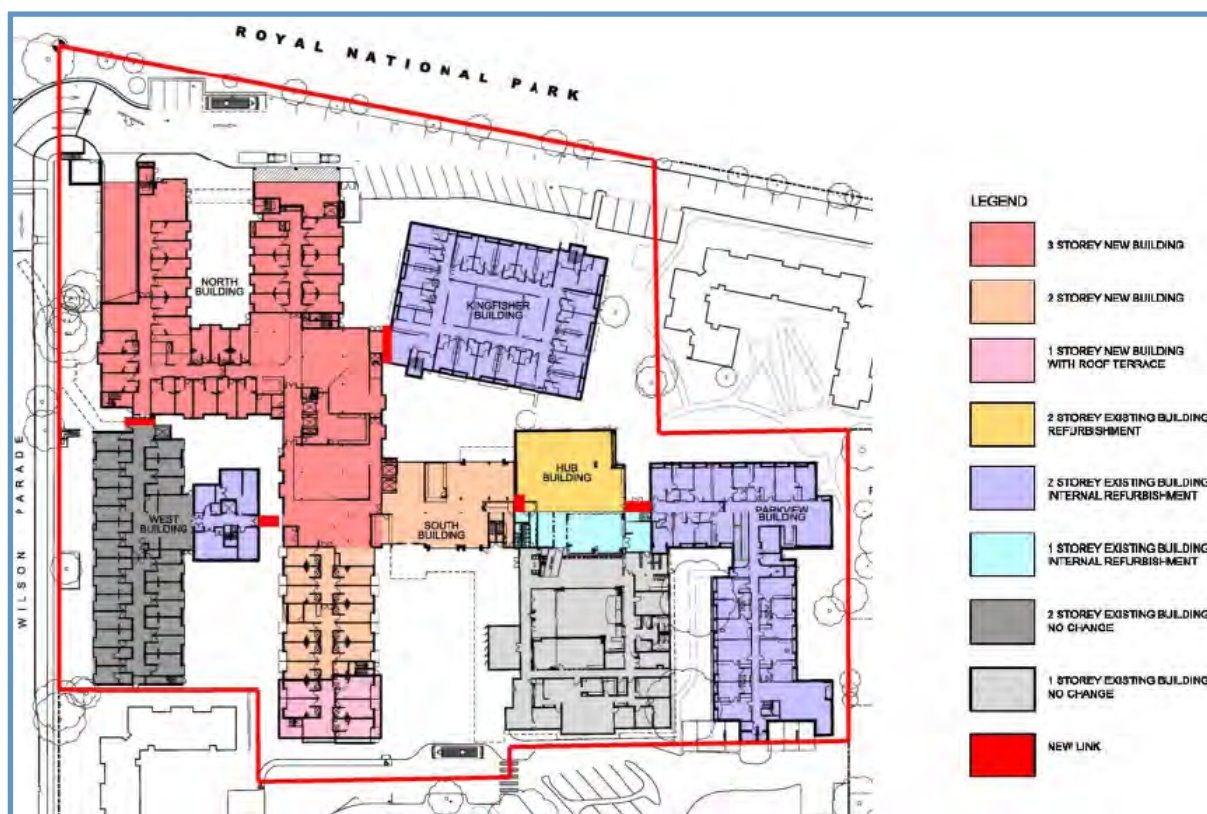 ROYAL NATIONAL PARK
NORTH
BUILDING
KINGFISHER
BUILDING
WILSON PARADE
WEST
BUILDING
SOUTH
BUILDING
HUB
BUILDING
PARKVIEW
BUILDING
LEGEND
3 STOREY NEW BUILDING
2 STOREY NEW BUILDING
1 STOREY NEW BUILDING
WITH ROOF TERRACE
2 STOREY EXISTING BUILDING
REFURBISHMENT
2 STOREY EXISTING BUILDING
INTERNAL REFURBISHMENT
1 STOREY EXISTING BUILDING
INTERNAL REFURBISHMENT
2 STOREY EXISTING BUILDING
NO CHANGE
1 STOREY EXISTING BUILDING
NO CHANGE
NEW LINK